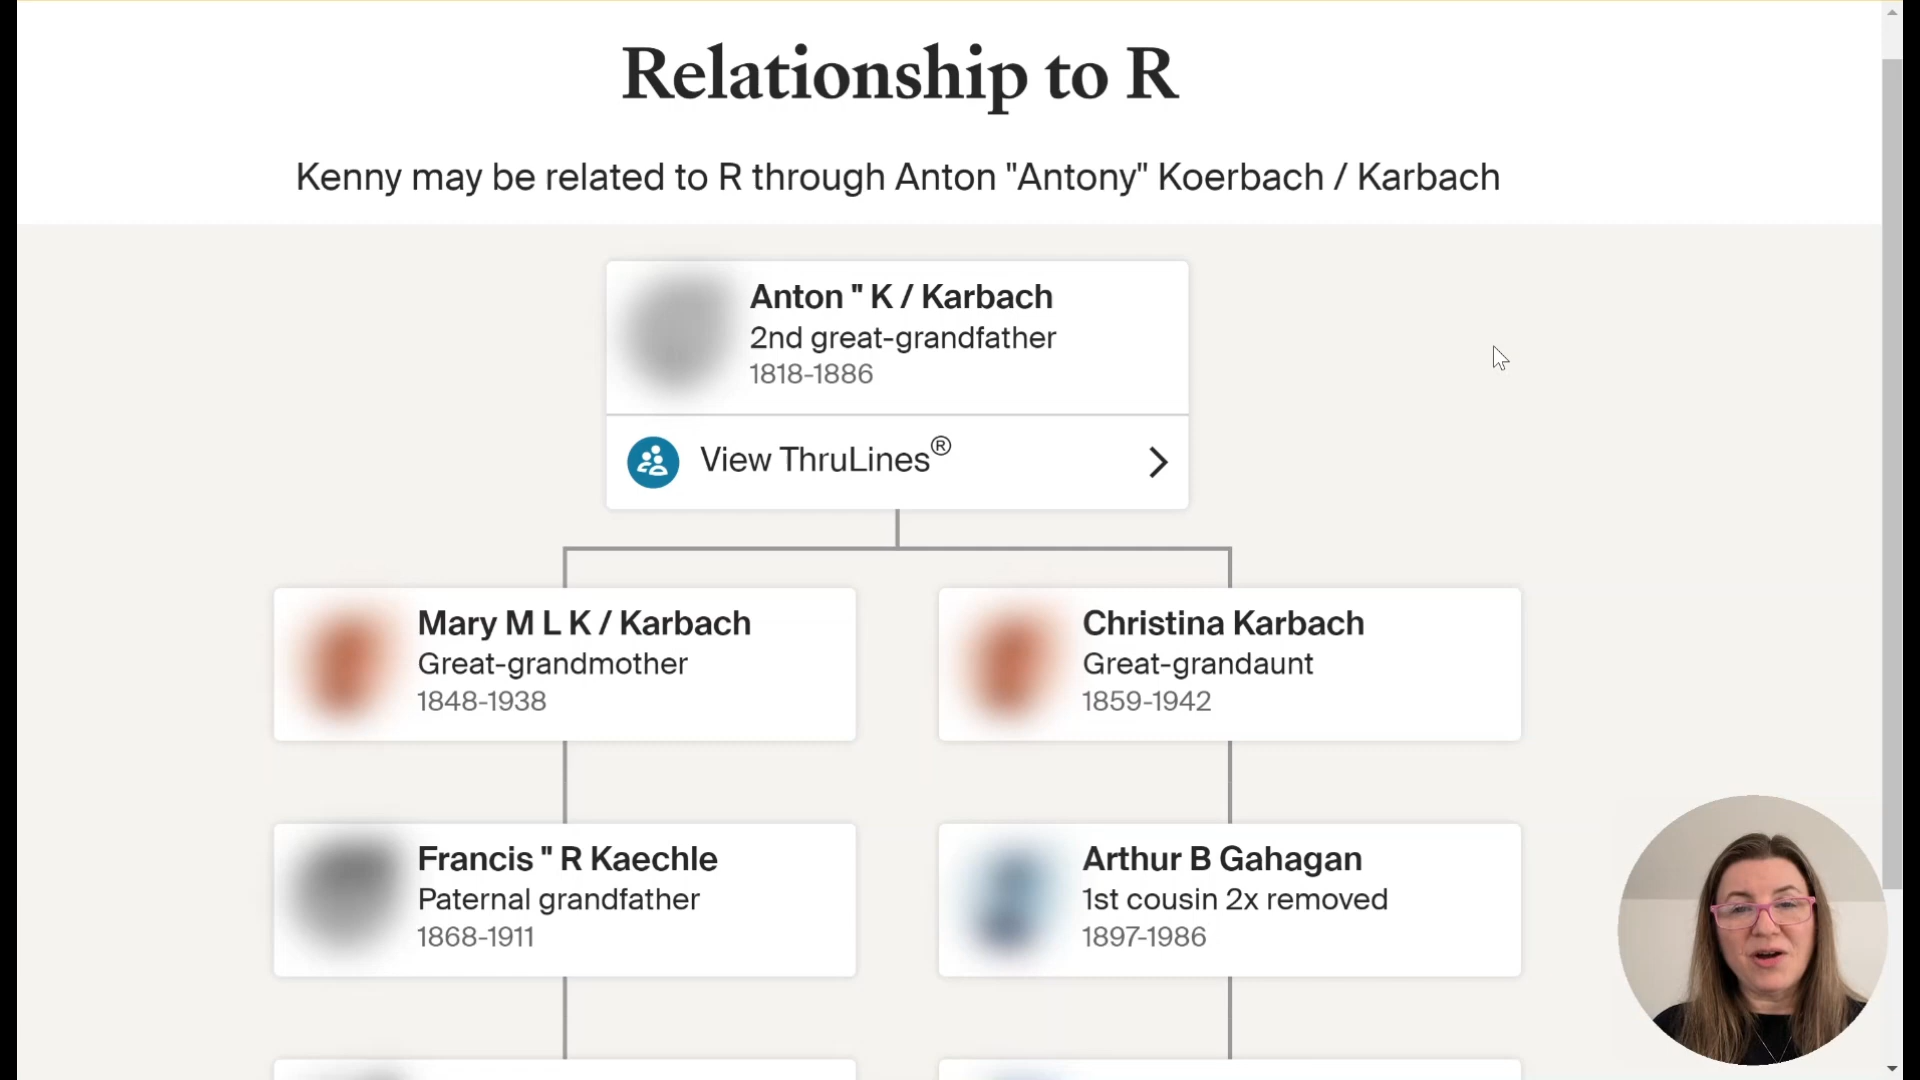 Relationship to R
Kenny may be related to R through Anton "Antony" Koerbach / Karbach
Anton " K / Karbach
2nd great-grandfather
1818-1886
View ThruLines®
Mary M L K / Karbach
Great-grandmother
1848-1938
Christina Karbach
Great-grandaunt
1859-1942
Francis " R Kaechle
Paternal grandfather
1868-1911
Arthur B Gahagan
1st cousin 2x removed
1897-1986